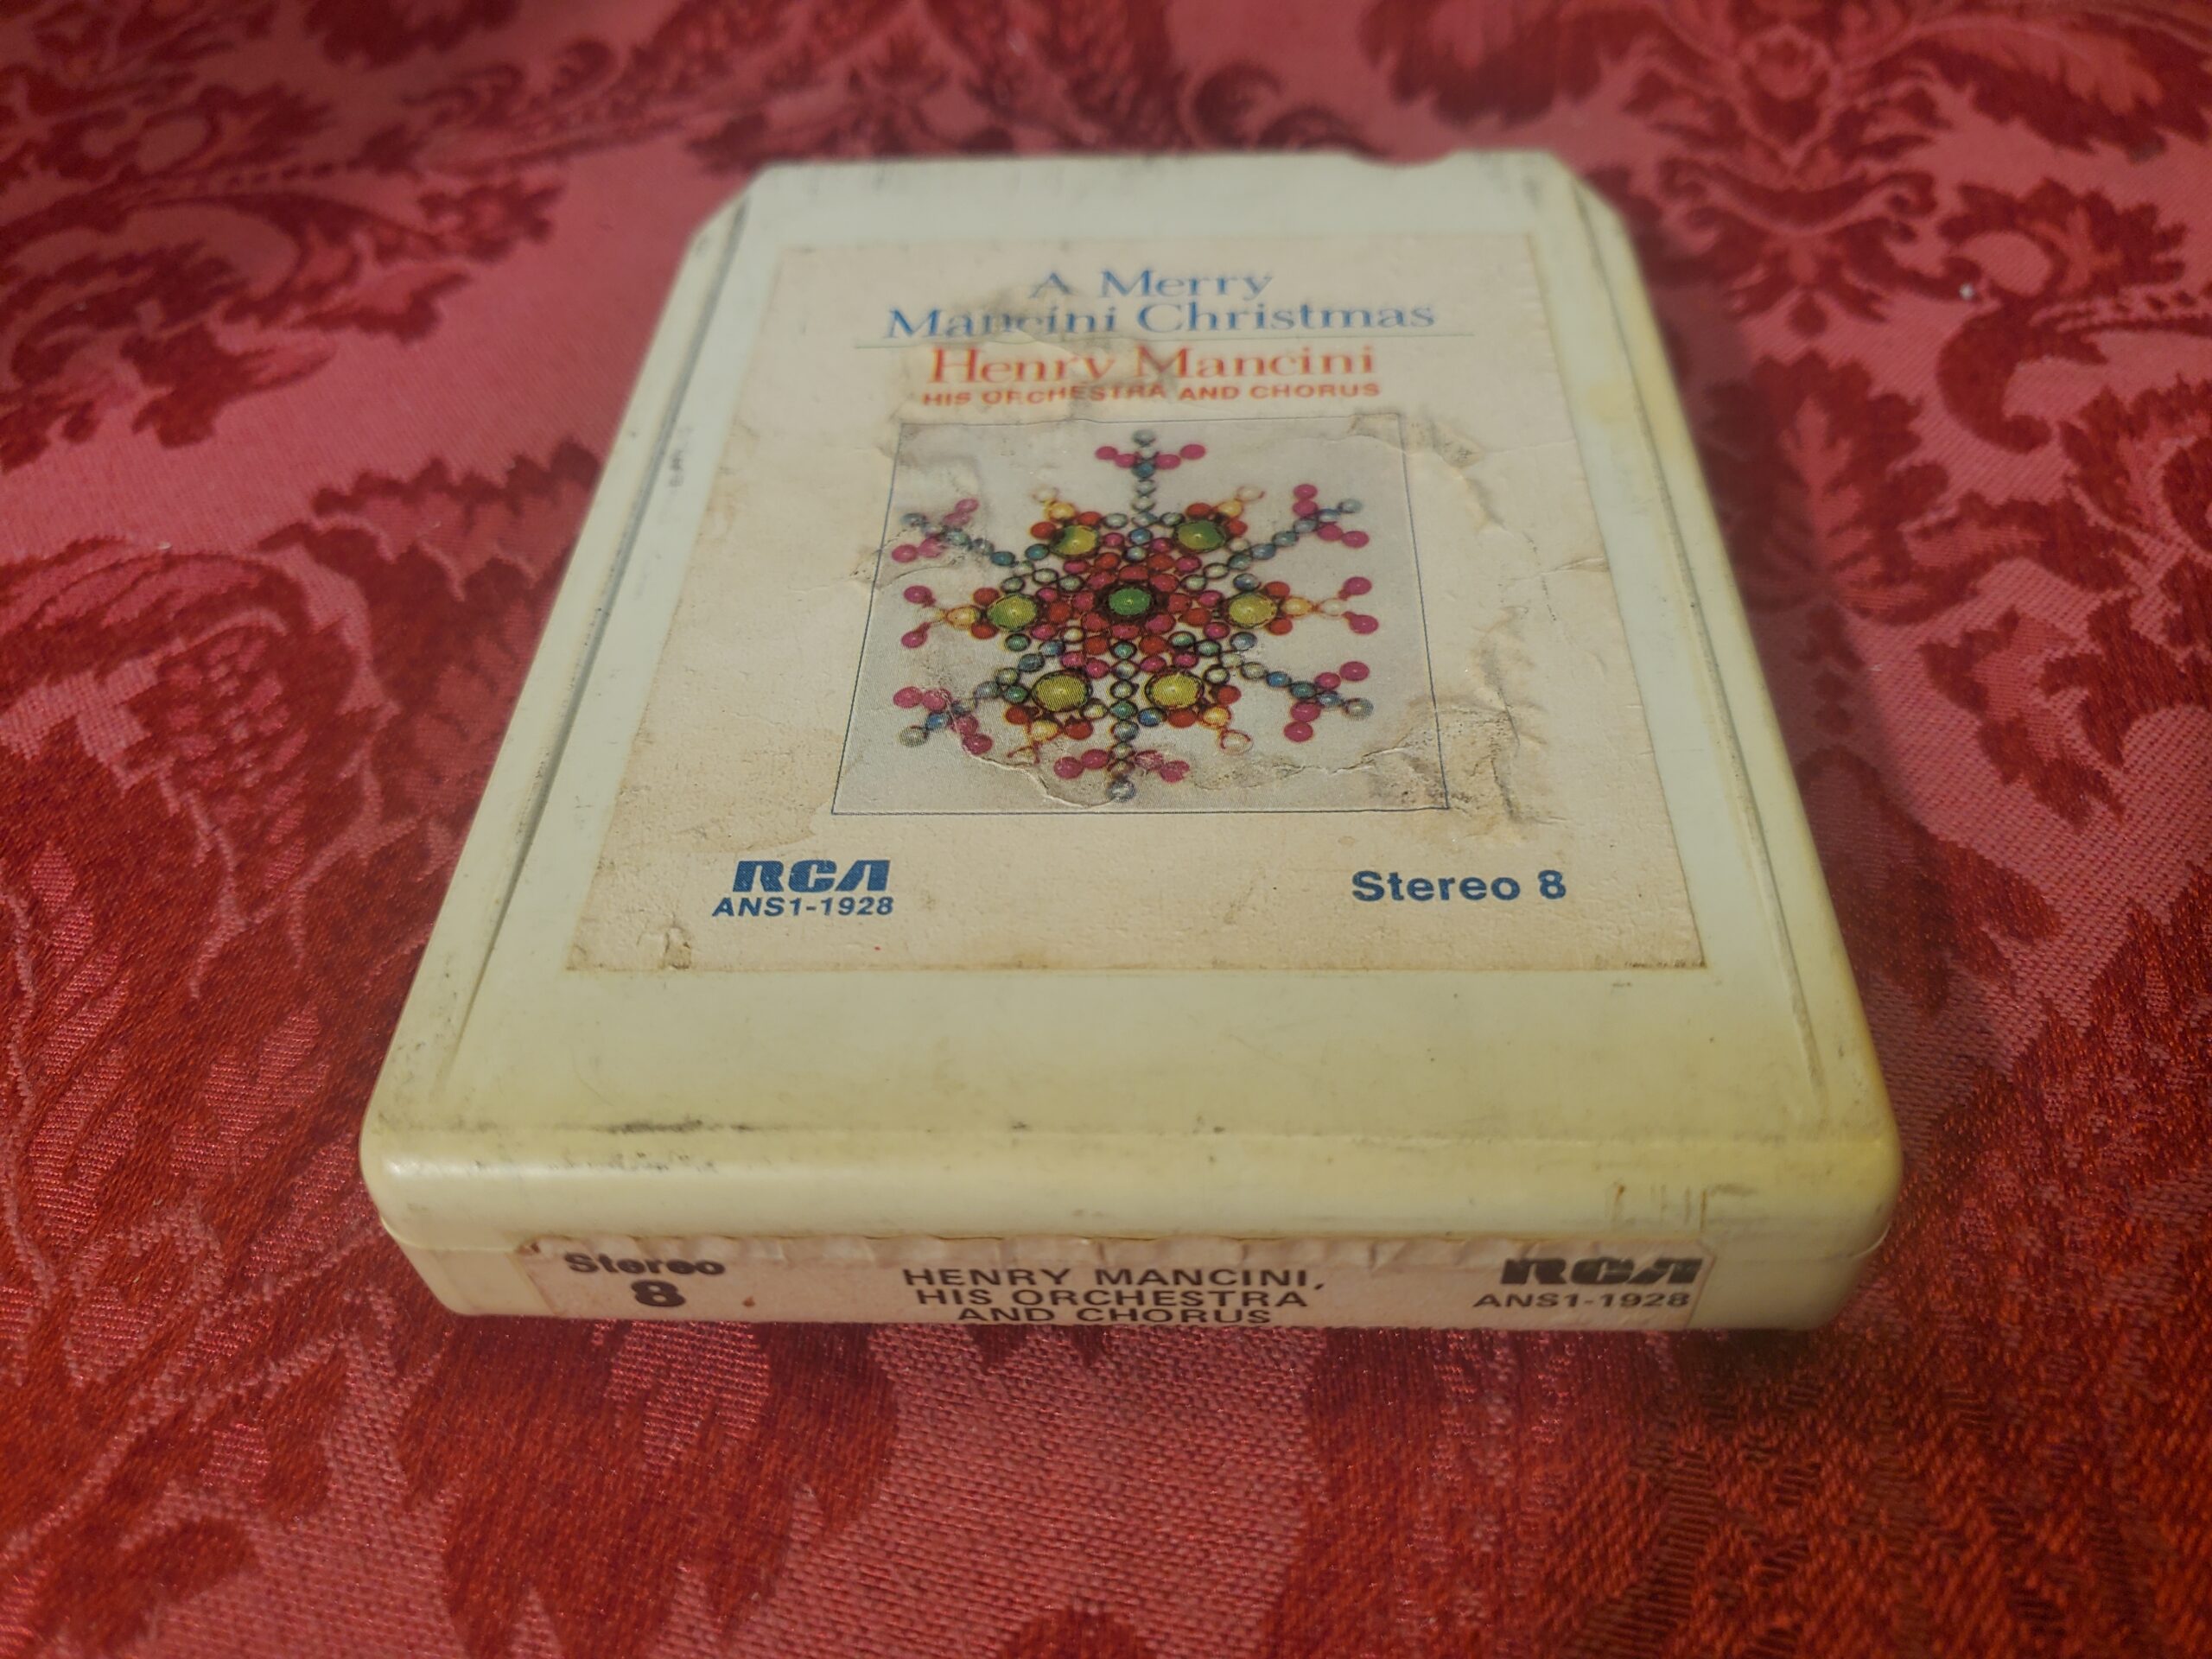 A Merry
Mancini Christmas
Henry Mancini
HIS ORCHESTRA AND CHORUS
RCA
ANS1-1928
Stereo 8
Stereo
8
HENRY MANCINI,
HIS ORCHESTRA
AND CHORUS
RCA
ANS1-1928